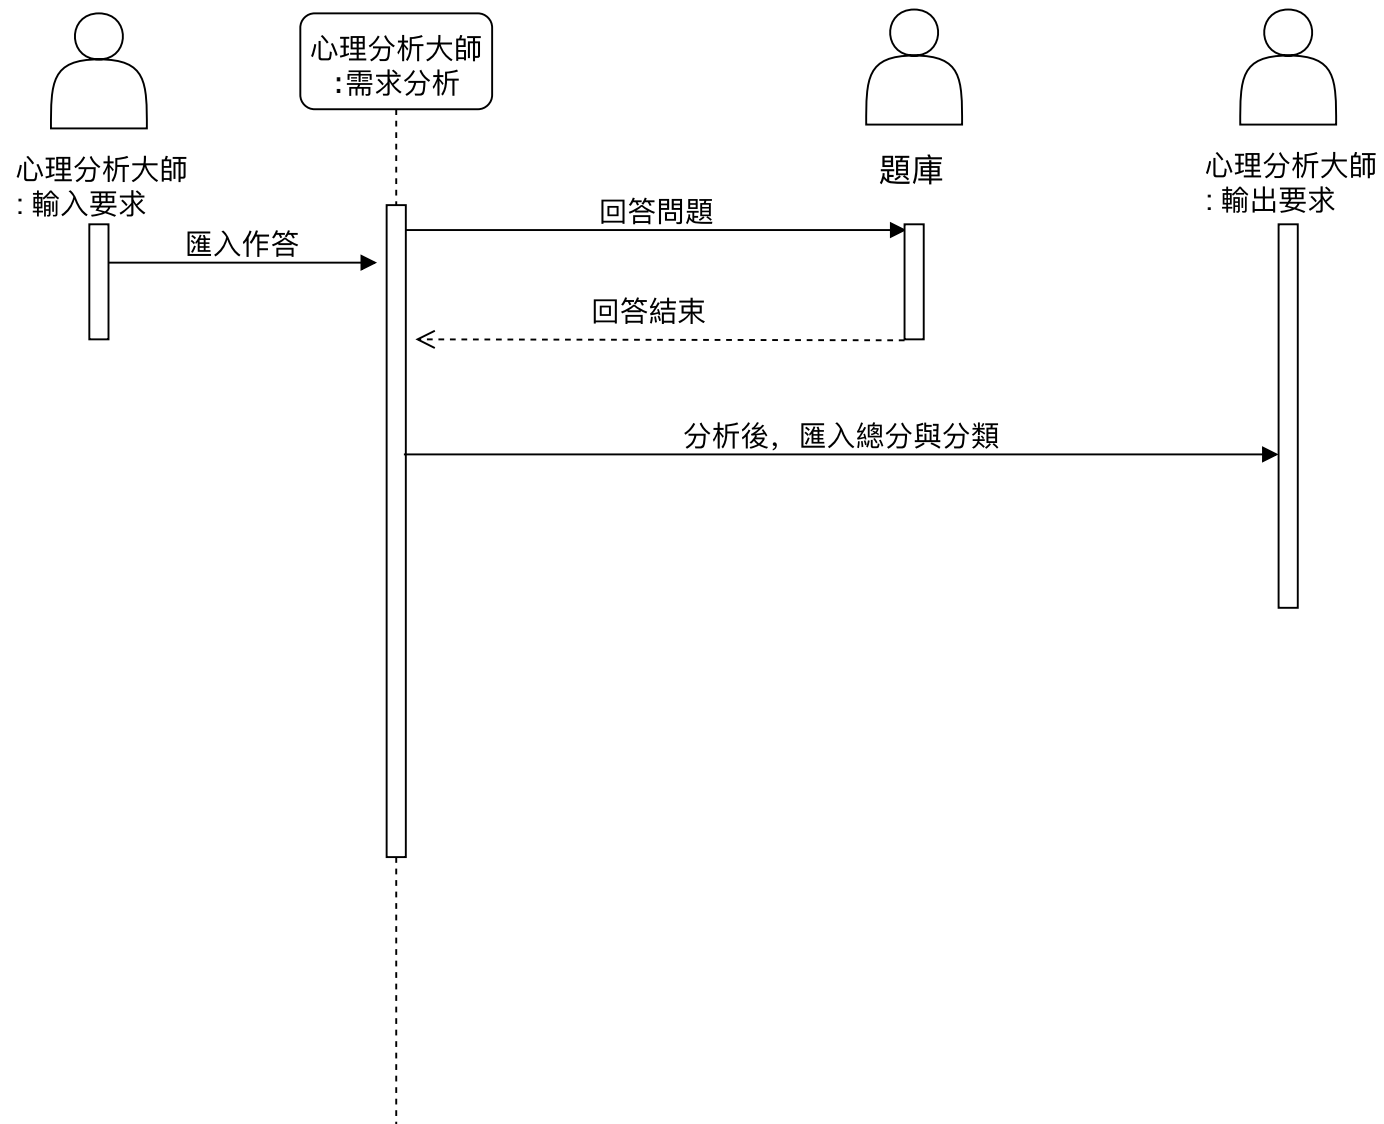 心理分析大師
:需求分析
心理分析大師
: 輸入要求
題庫
心理分析大師
: 輸出要求
回答問題
匯入作答
回答結束
分析後，匯入總分與分類